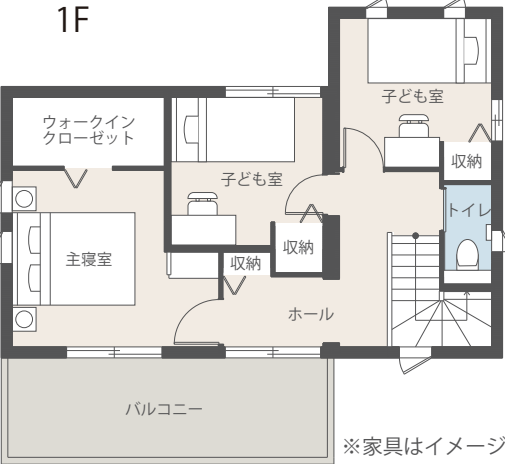 1F
子ども室
ウォークイン
クローゼット
収納
子ども室
トイレ
収納
収納
主寝室
ホール
バルコニー
※家具はイメージ